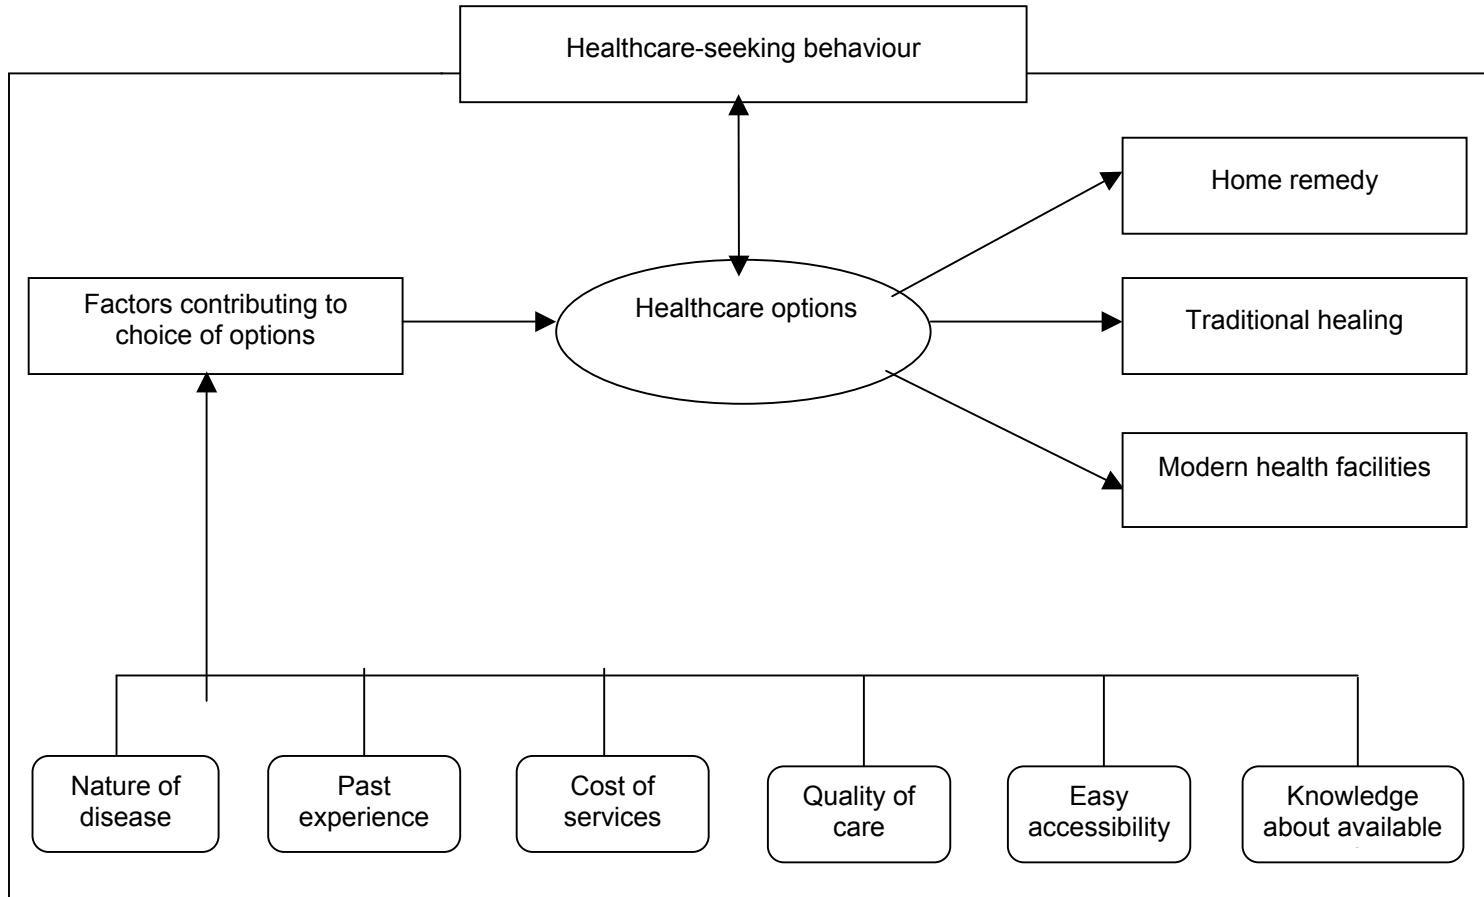 Healthcare-seeking behaviour
Home remedy
Factors contributing to
choice of options
Healthcare options
Traditional healing
Modern health facilities
Nature of
disease
Past
experience
Cost of
services
Quality of
care
Easy
accessibility
Knowledge
about available